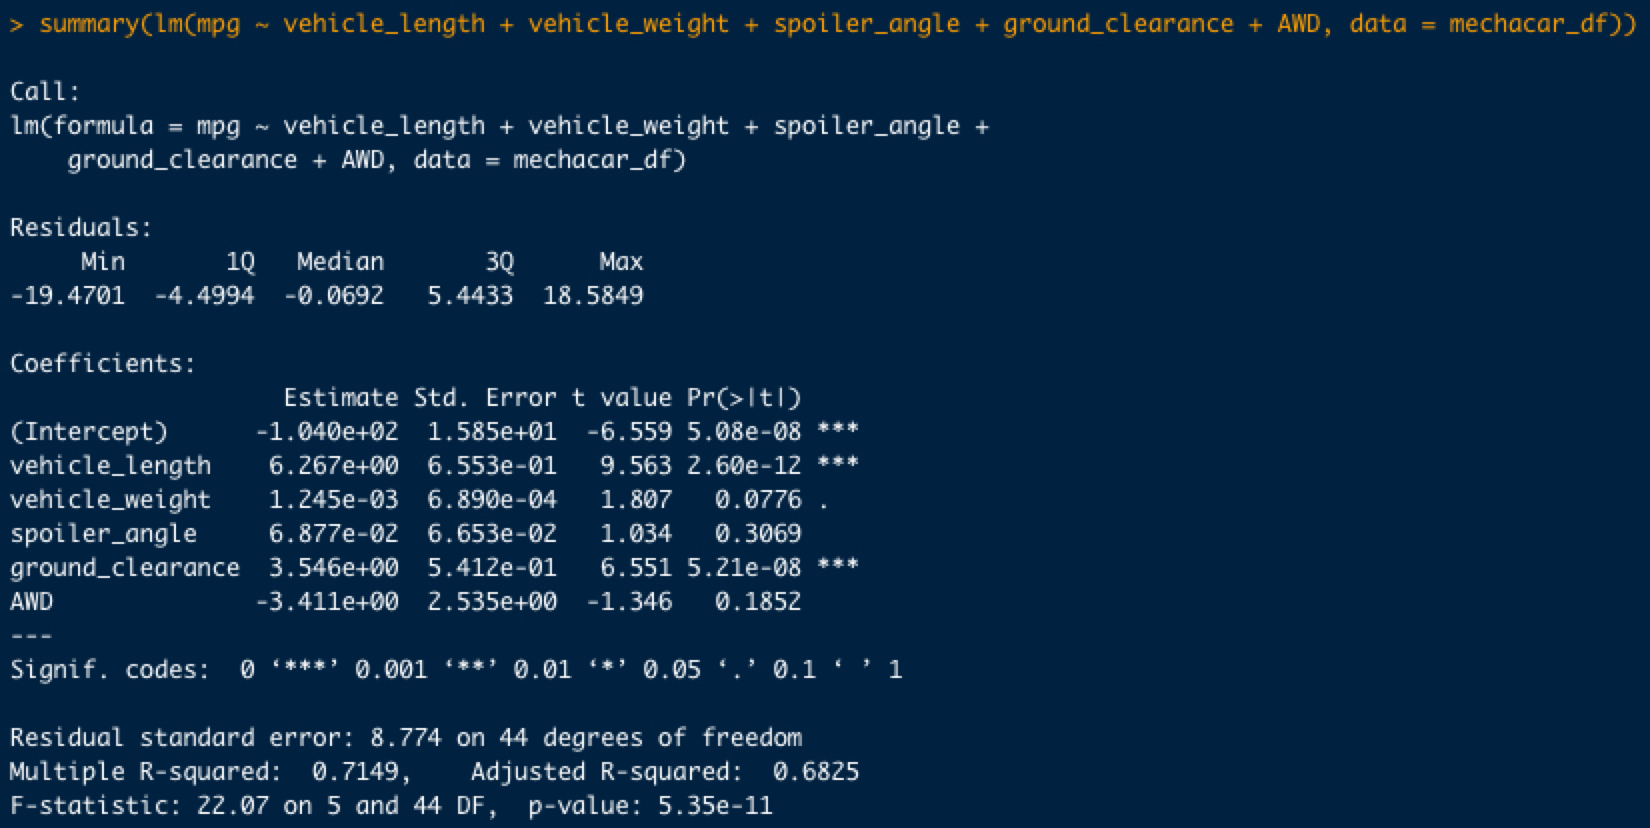 > summary(lm(mpg ~ vehicle_length + vehicle_weight + spoiler_angle + ground_clearance + AWD, data = mechacar_df))
Call:
lm(formula = mpg ~ vehicle_length + vehicle_weight + spoiler_angle +
    ground_clearance + AWD, data = mechacar_df)
Residuals:
     Min       1Q   Median       3Q      Max
-19.4701  -4.4994  -0.0692   5.4433  18.5849
Coefficients:
                   Estimate Std. Error t value Pr(>|t|)
(Intercept)      -1.040e+02  1.585e+01  -6.559 5.08e-08 ***
vehicle_length    6.267e+00  6.553e-01   9.563 2.60e-12 ***
vehicle_weight    1.245e-03  6.890e-04   1.807   0.0776 .
spoiler_angle     6.877e-02  6.653e-02   1.034   0.3069
ground_clearance  3.546e+00  5.412e-01   6.551 5.21e-08 ***
AWD              -3.411e+00  2.535e+00  -1.346   0.1852
---
Signif. codes:  0 ‘***’ 0.001 ‘**’ 0.01 ‘*’ 0.05 ‘.’ 0.1 ‘ ’ 1
Residual standard error: 8.774 on 44 degrees of freedom
Multiple R-squared:  0.7149,    Adjusted R-squared:  0.6825
F-statistic: 22.07 on 5 and 44 DF,  p-value: 5.35e-11